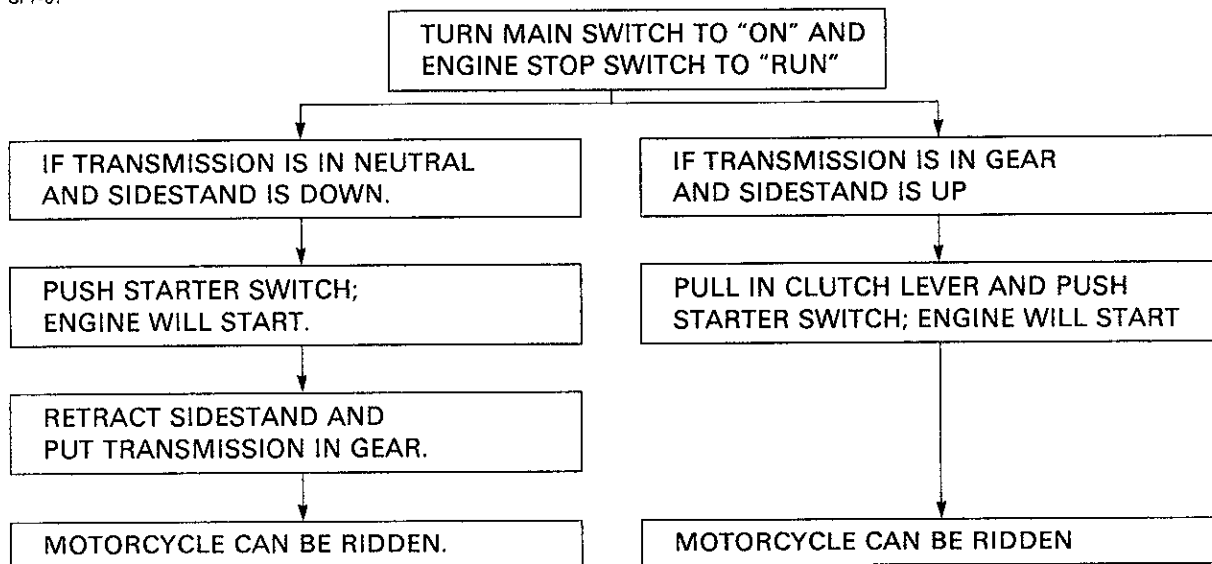 TURN MAIN SWITCH TO “ON” AND
ENGINE STOP SWITCH TO “RUN”
IF TRANSMISSION IS IN NEUTRAL
AND SIDESTAND IS DOWN.
PUSH STARTER SWITCH;
ENGINE WILL START.
RETRACT SIDESTAND AND
PUT TRANSMISSION IN GEAR.
MOTORCYCLE CAN BE RIDDEN.
IF TRANSMISSION IS IN GEAR
AND SIDESTAND IS UP
PULL IN CLUTCH LEVER AND PUSH
STARTER SWITCH; ENGINE WILL START
MOTORCYCLE CAN BE RIDDEN